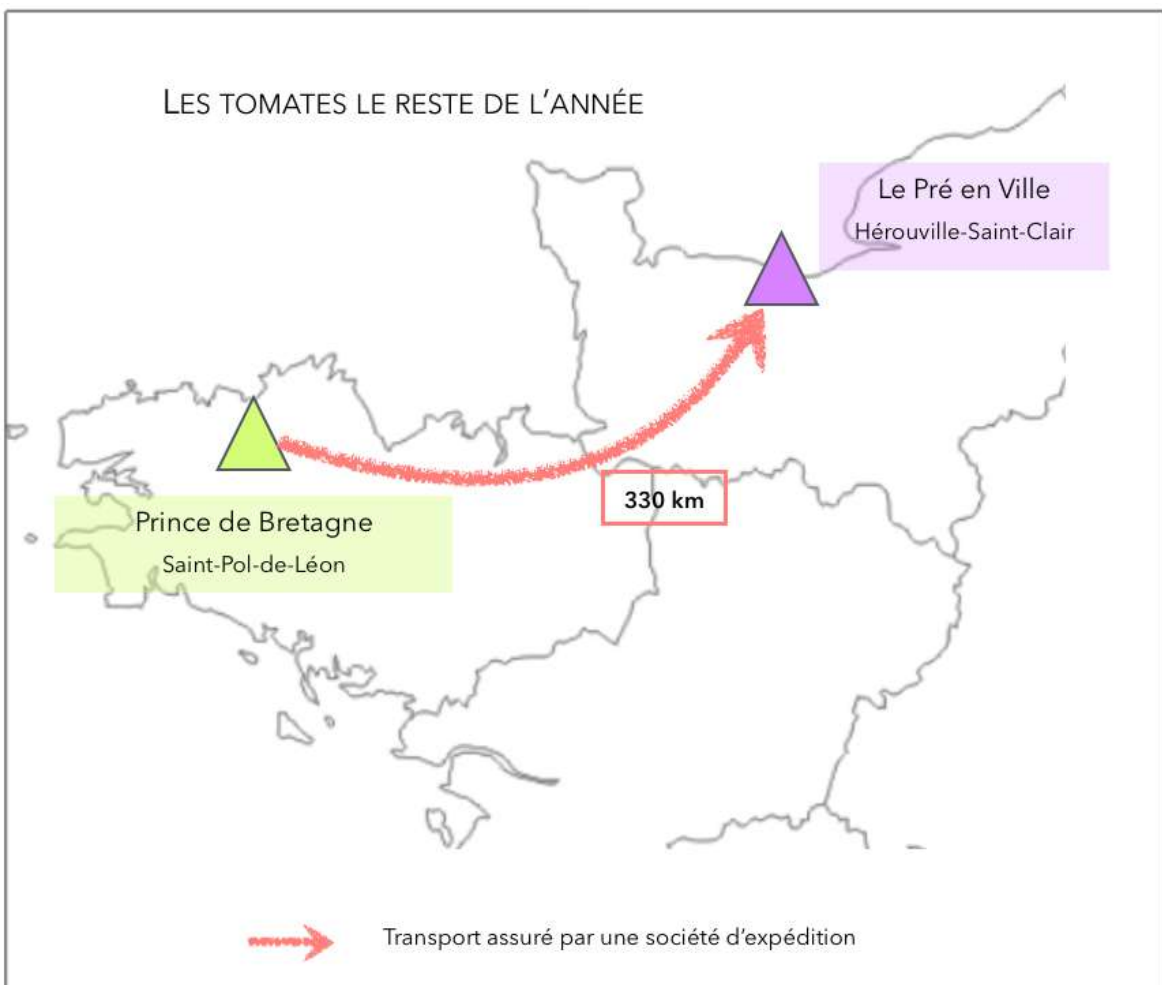 LES TOMATES LE RESTE DE L'ANNÉE
Le Pré en Ville
Hérouville-Saint-Clair
330 km
Prince de Bretagne
Saint-Pol-de-Léon
Transport assuré par une société d'expédition